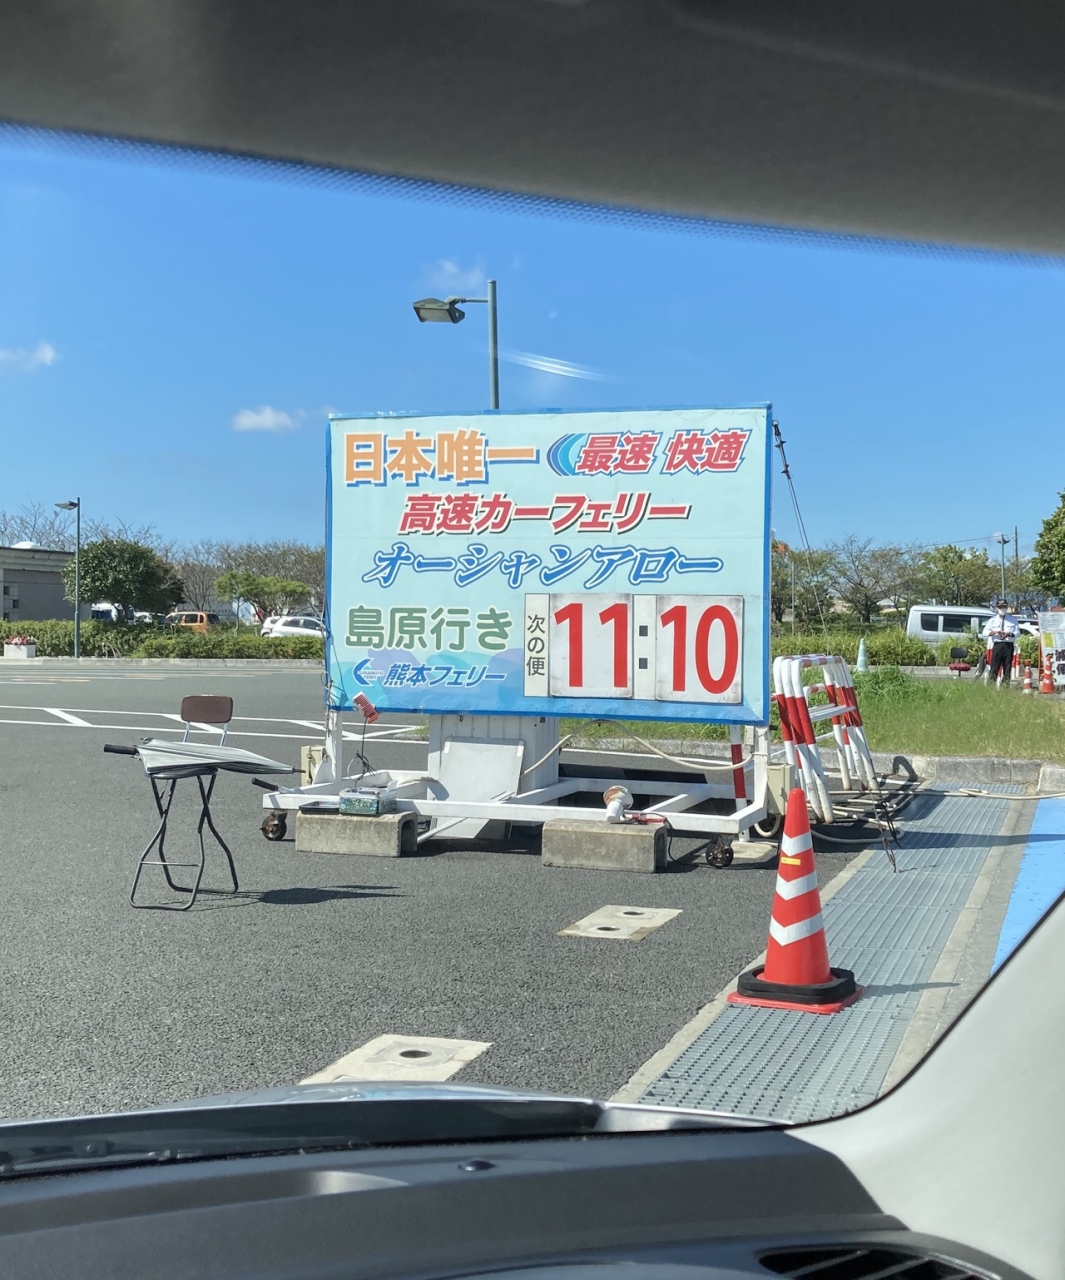 日本唯一 最速 快適
高速カーフェリー
オーシャンアロー
島原行き
次の便
11:10
熊本フェリー